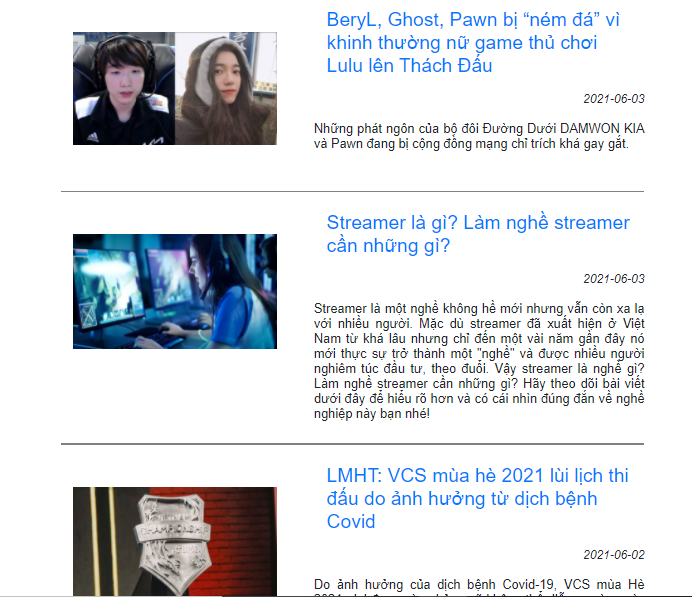 BeryL, Ghost, Pawn bị “ném đá” vì
khinh thường nữ game thủ chơi
Lulu lên Thách Đấu
2021-06-03
Những phát ngôn của bộ đôi Đường Dưới DAMWON KIA
và Pawn đang bị cộng đồng mạng chỉ trích khá gay gắt.
Streamer là gì? Làm nghề streamer
cần những gì?
2021-06-03
Streamer là một nghề không hề mới nhưng vẫn còn xa lạ
với nhiều người. Mặc dù streamer đã xuất hiện ở Việt
Nam từ khá lâu nhưng chỉ đến một vài năm gần đây nó
mới thực sự trở thành một "nghề" và được nhiều người
nghiêm túc đầu tư, theo đuổi. Vậy streamer là nghề gì?
Làm nghề streamer cần những gì? Hãy theo dõi bài viết
dưới đây để hiểu rõ hơn và có cái nhìn đúng đắn về nghề
nghiệp này bạn nhé!
LMHT: VCS mùa hè 2021 lùi lịch thi
đấu do ảnh hưởng từ dịch bệnh
Covid
CHAMPIONSHIP
2021-06-02
Do ảnh hưởng của dịch bệnh Covid-19, VCS mùa Hè